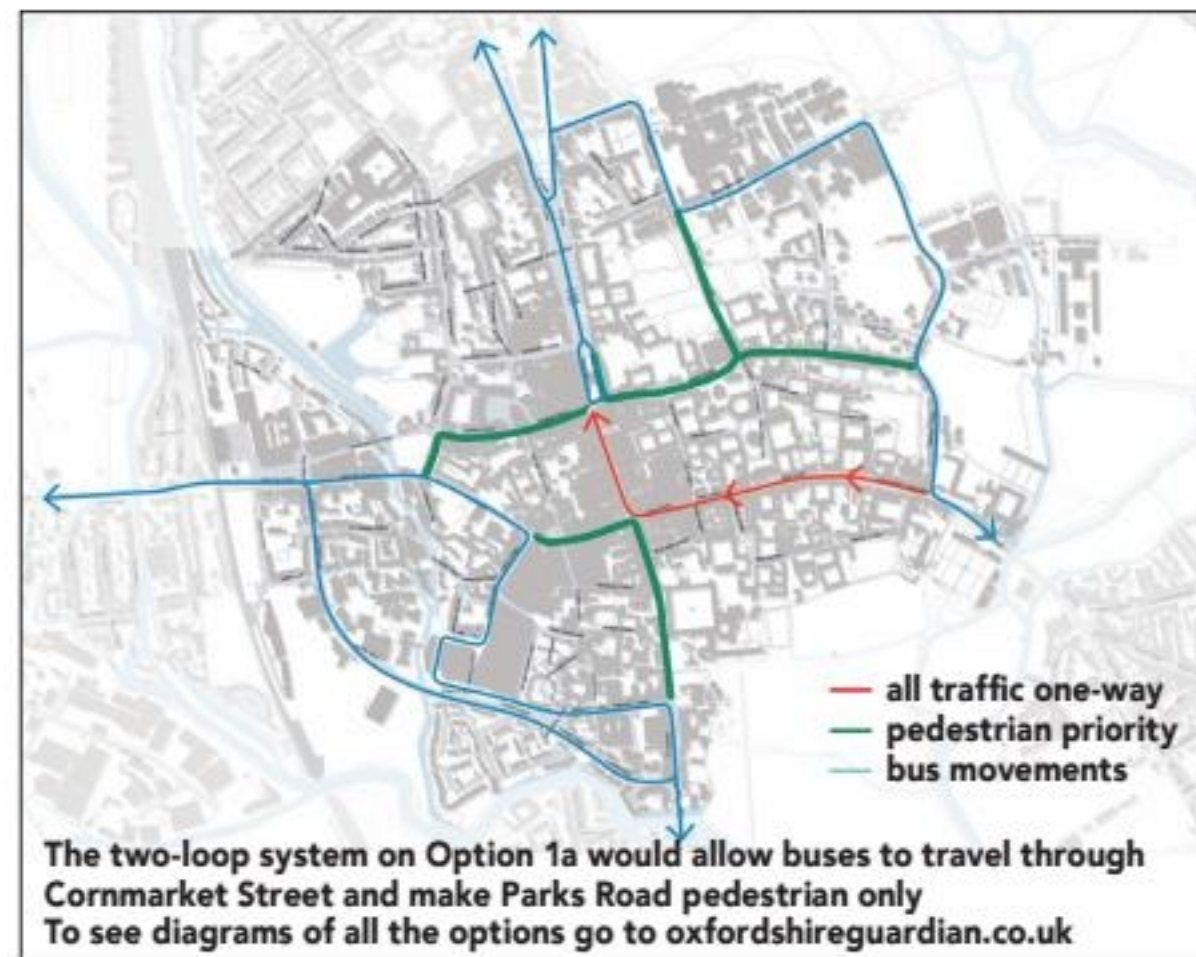 all traffic one-way
pedestrian priority
bus movements
The two-loop system on Option 1a would allow buses to travel through
Cornmarket Street and make Parks Road pedestrian only
To see diagrams of all the options go to oxfordshireguardian.co.uk